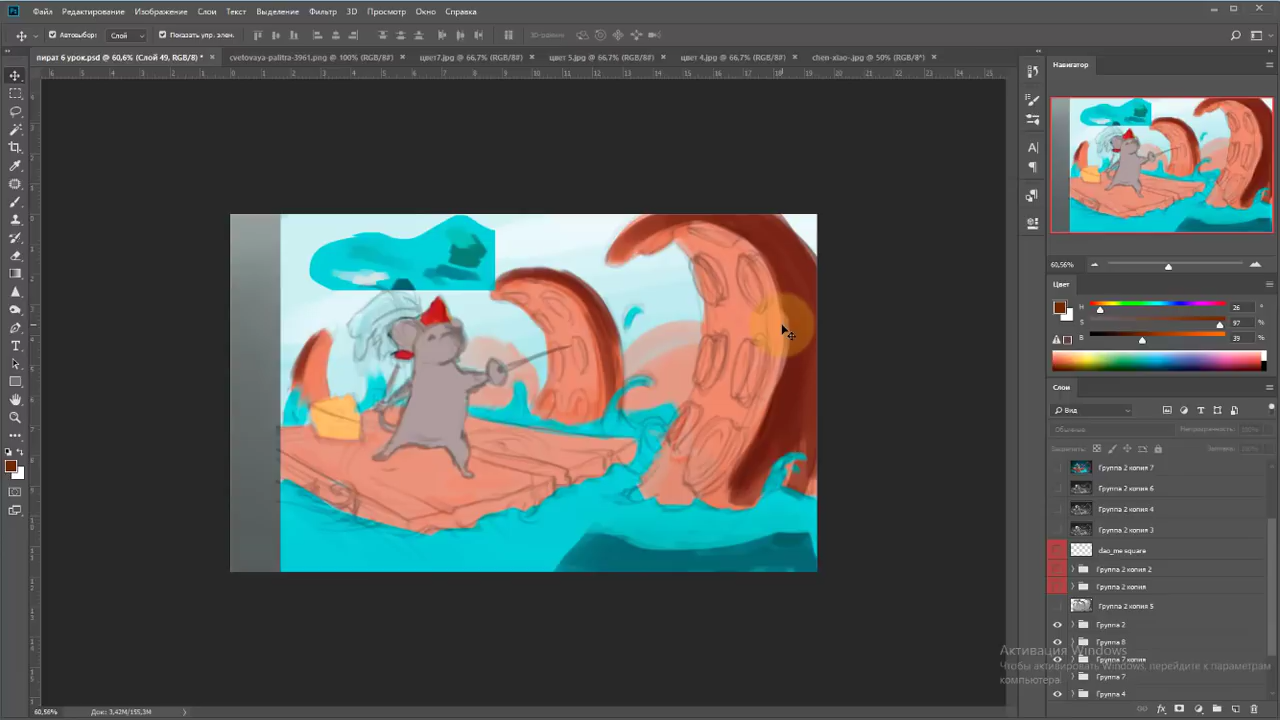 Файл Редактирование Изображение Слои Текст Выделение Фильтр 3D Просмотр Окно Справка
Автовыбор: Слой Показать упр. элем. 3D-режим:
пират 6 урок.psd @ 60,6% (Слой 49, RGB/8) * × cvetovaya-palitra-3961.png @ 100% (RGB/8#) × цвет7.jpg @ 66,7% (RGB/8#) × цвет 5.jpg @ 66,7% (RGB/8#) × цвет 4.jpg @ 66,7% (RGB/8#) × chen-xiao-.jpg @ 50% (RGB/8*) ×
Навигатор
60,56%
Цвет
H 26 °
S 97 %
B 39 %
Слои
Вид
Обычные Непрозрачность: 100%
Закрепить:
Группа 2 копия 7
Группа 2 копия 6
Группа 2 копия 4
Группа 2 копия 3
dao_me square
Группа 2 копия 2
Группа 2 копия
Группа 2 копия 5
Группа 2
Группа 8
Активация Windows
Группа 7 копия
Чтобы активировать Windows, перейдите к параметрам
компьютера
Группа 7
Группа 4
60,56% Док: 3,42M/155,3M